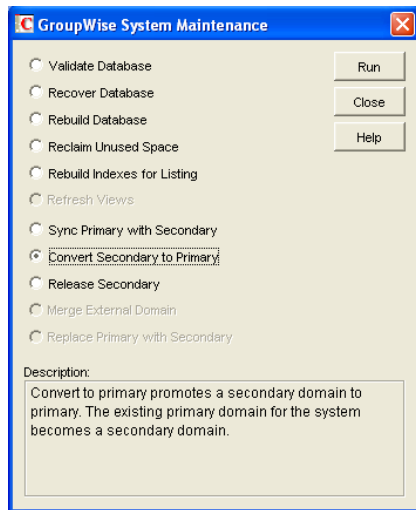 GroupWise System Maintenance
Validate Database
Run
Recover Database
Close
Rebuild Database
Help
Reclaim Unused Space
Rebuild Indexes for Listing
Refresh Views
Sync Primary with Secondary
Convert Secondary to Primary
Release Secondary
Merge External Domain
Replace Primary with Secondary
Description:
Convert to primary promotes a secondary domain to
primary. The existing primary domain for the system
becomes a secondary domain.